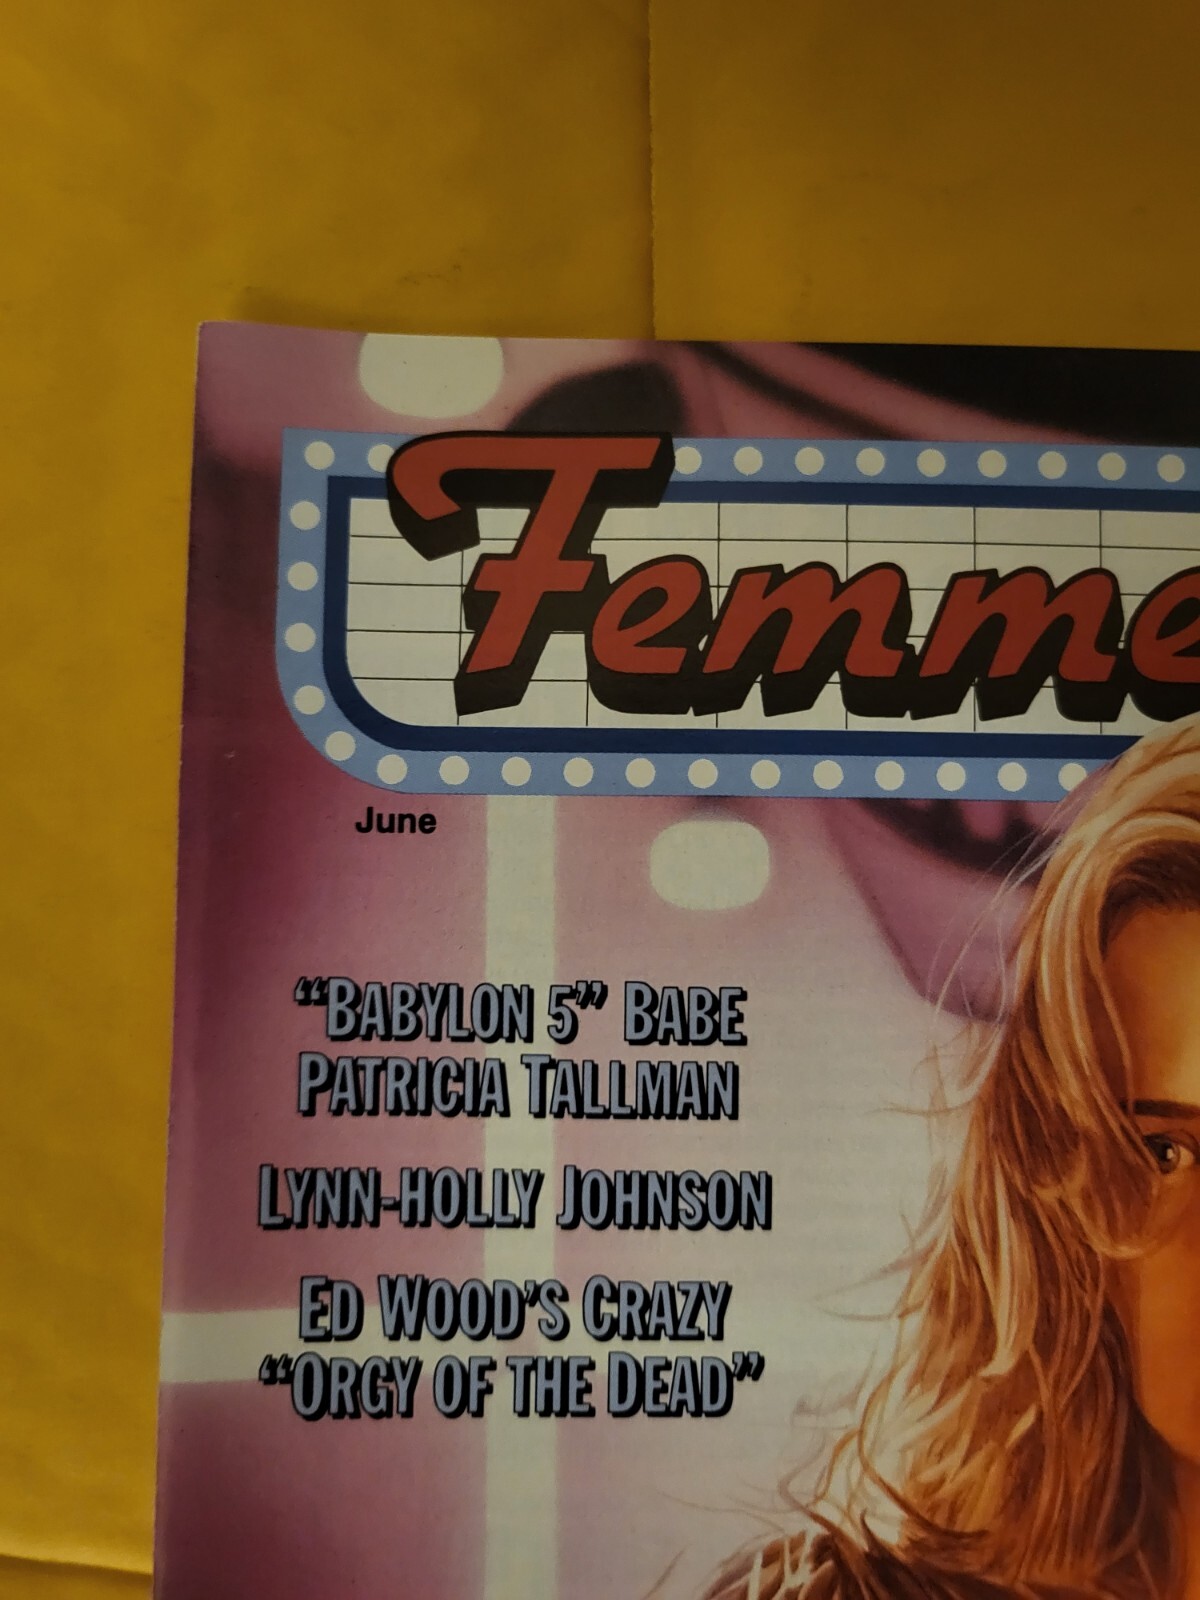 Femme
June
“BABYLON 5” BABE
PATRICIA TALLMAN
LYNN-HOLLY JOHNSON
ED WOOD’S CRAZY
“ORGY OF THE DEAD”